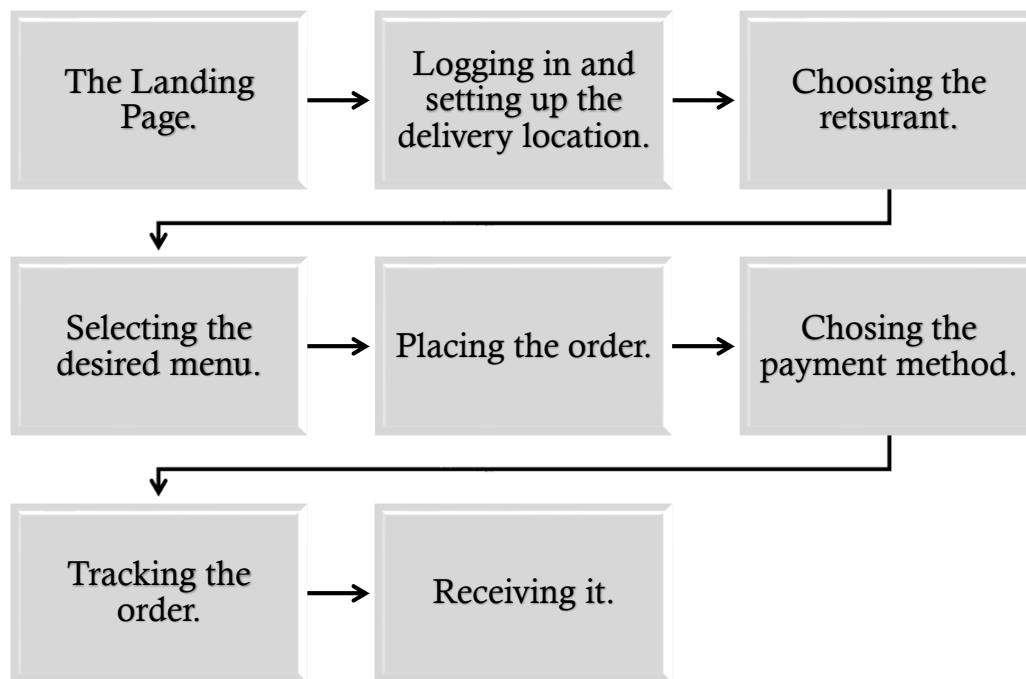 The Landing
Page.
Logging in and
setting up the
delivery location.
Choosing the
retsurant.
Selecting the
desired menu.
Placing the order.
Chosing the
payment method.
Tracking the
order.
Receiving it.